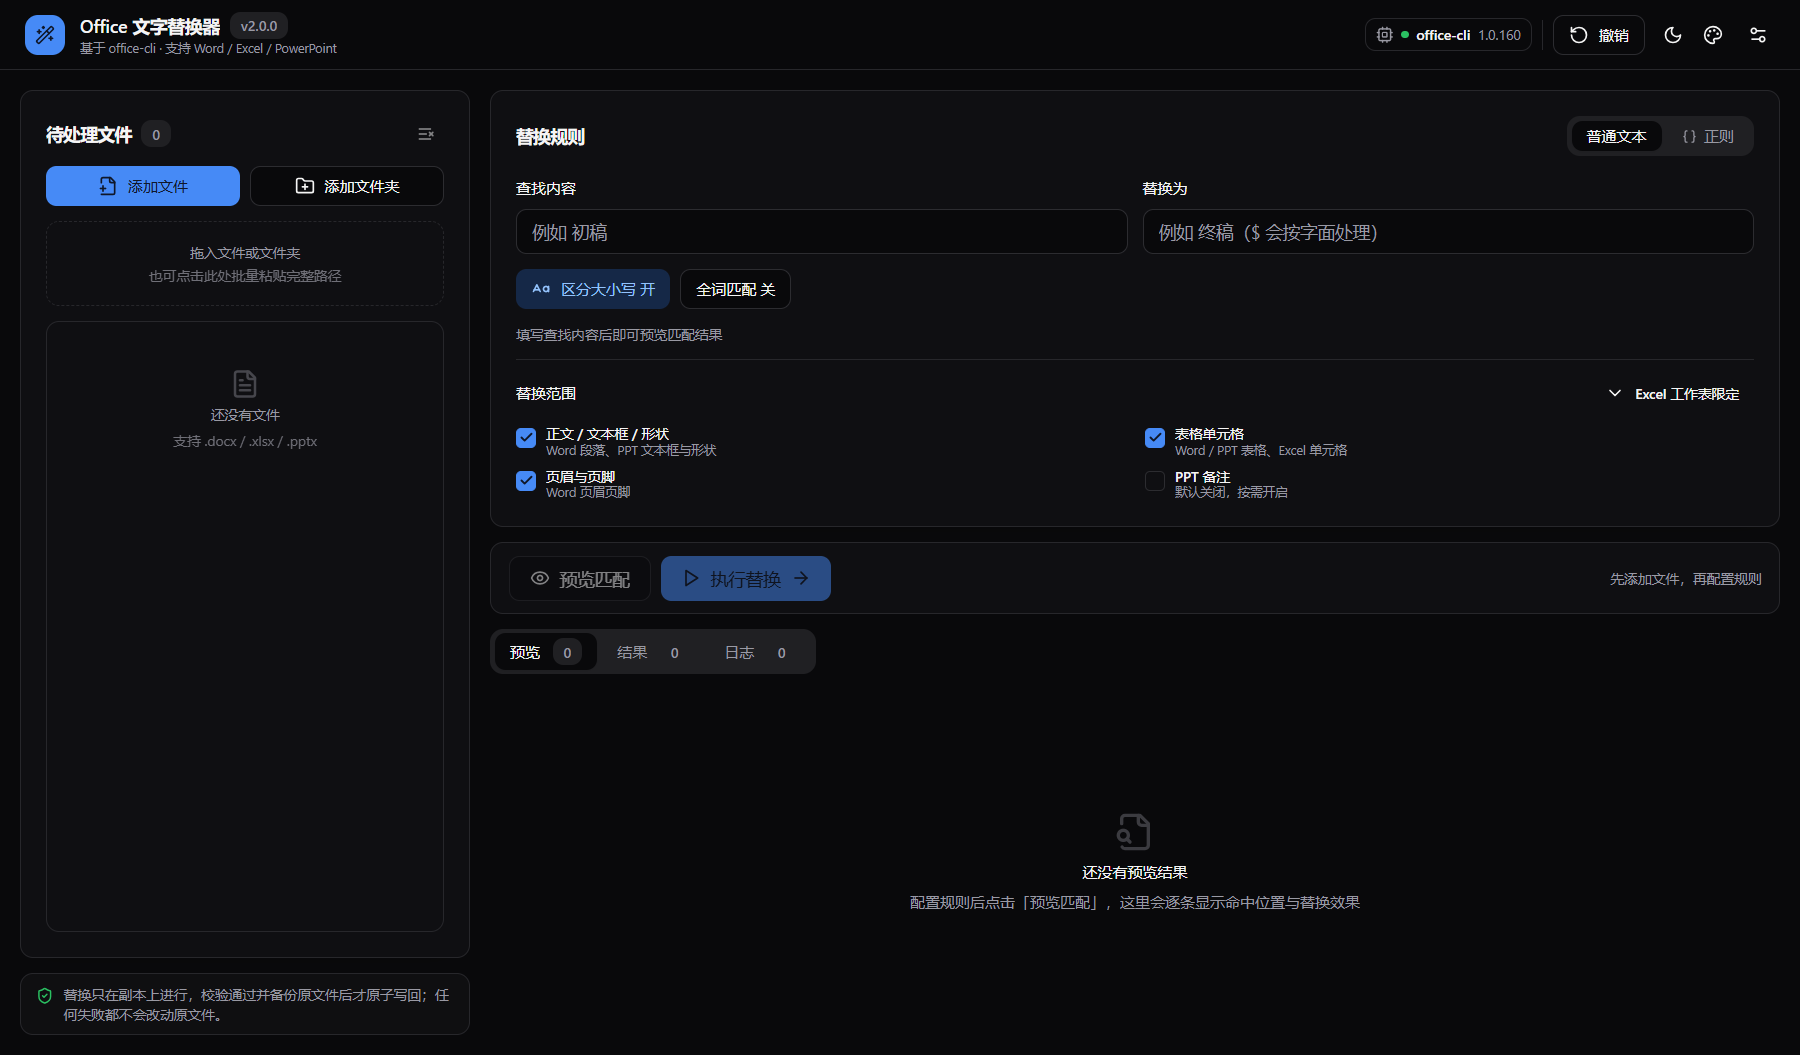 Office 文字替换器 v2.0.0
基于 office-cli · 支持 Word / Excel / PowerPoint
office-cli 1.0.160
撤销
待处理文件 0
添加文件 添加文件夹
拖入文件或文件夹
也可点击此处批量粘贴完整路径
还没有文件
支持 .docx / .xlsx / .pptx
替换只在副本上进行，校验通过并备份原文件后才原子写回；任
何失败都不会改动原文件。
替换规则
普通文本 {} 正则
查找内容 替换为
例如 初稿 例如 终稿（$ 会按字面处理）
Aa 区分大小写 开 全词匹配 关
填写查找内容后即可预览匹配结果
替换范围 Excel 工作表限定
正文 / 文本框 / 形状
Word 段落、PPT 文本框与形状
表格单元格
Word / PPT 表格、Excel 单元格
页眉与页脚
Word 页眉页脚
PPT 备注
默认关闭，按需开启
预览匹配 执行替换 先添加文件，再配置规则
预览 0 结果 0 日志 0
还没有预览结果
配置规则后点击「预览匹配」，这里会逐条显示命中位置与替换效果